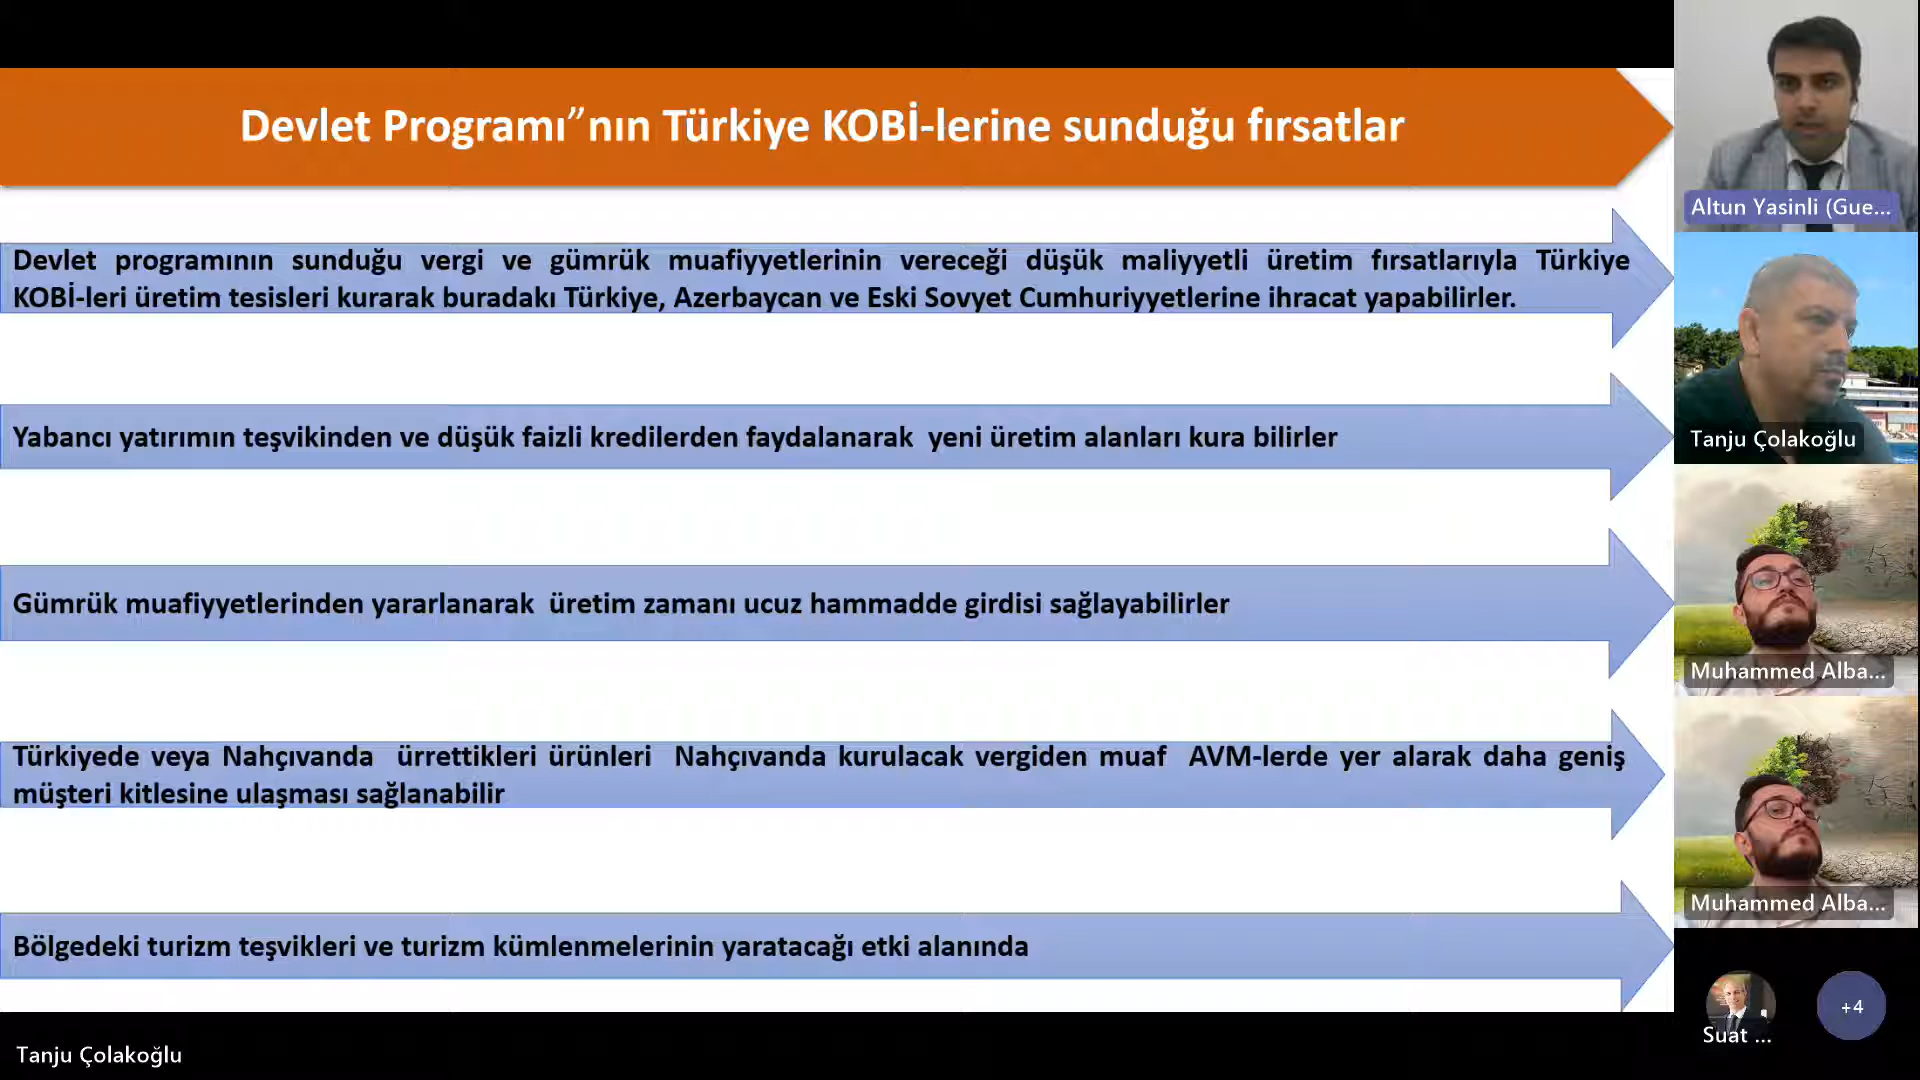 Devlet Programı”nın Türkiye KOBİ-lerine sunduğu fırsatlar
Devlet programının sunduğu vergi ve gümrük muafiyyetlerinin vereceği düşük maliyyetli üretim fırsatlarıyla Türkiye
KOBİ-leri üretim tesisleri kurarak buradakı Türkiye, Azerbaycan ve Eski Sovyet Cumhuriyyetlerine ihracat yapabilirler.
Yabancı yatırımın teşvikinden ve düşük faizli kredilerden faydalanarak yeni üretim alanları kura bilirler
Gümrük muafiyyetlerinden yararlanarak üretim zamanı ucuz hammadde girdisi sağlayabilirler
Türkiyede veya Nahçıvanda ürrettikleri ürünleri Nahçıvanda kurulacak vergiden muaf AVM-lerde yer alarak daha geniş
müşteri kitlesine ulaşması sağlanabilir
Bölgedeki turizm teşvikleri ve turizm kümlenmelerinin yaratacağı etki alanında
Altun Yasinli (Gue...
Tanju Çolakoğlu
Muhammed Alba...
Muhammed Alba...
Suat ...
+4
Tanju Çolakoğlu